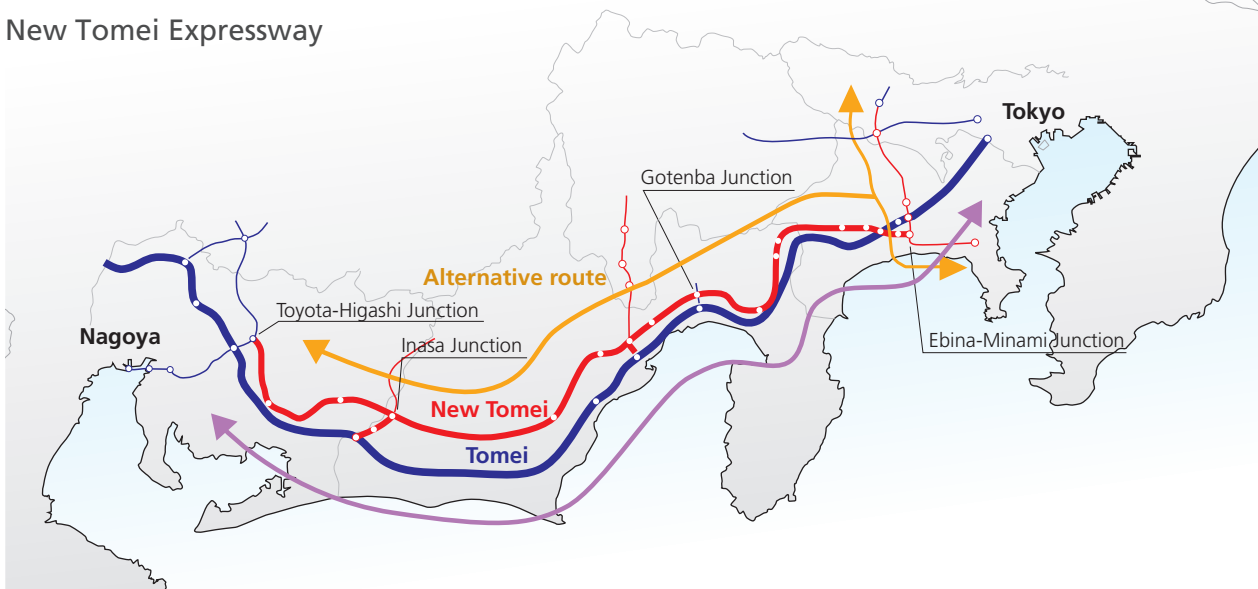 New Tomei Expressway
Tokyo
Gotenba Junction
Alternative route
Toyota-Higashi Junction
Nagoya
Inasa Junction
Ebina-Minami Junction
New Tomei
Tomei